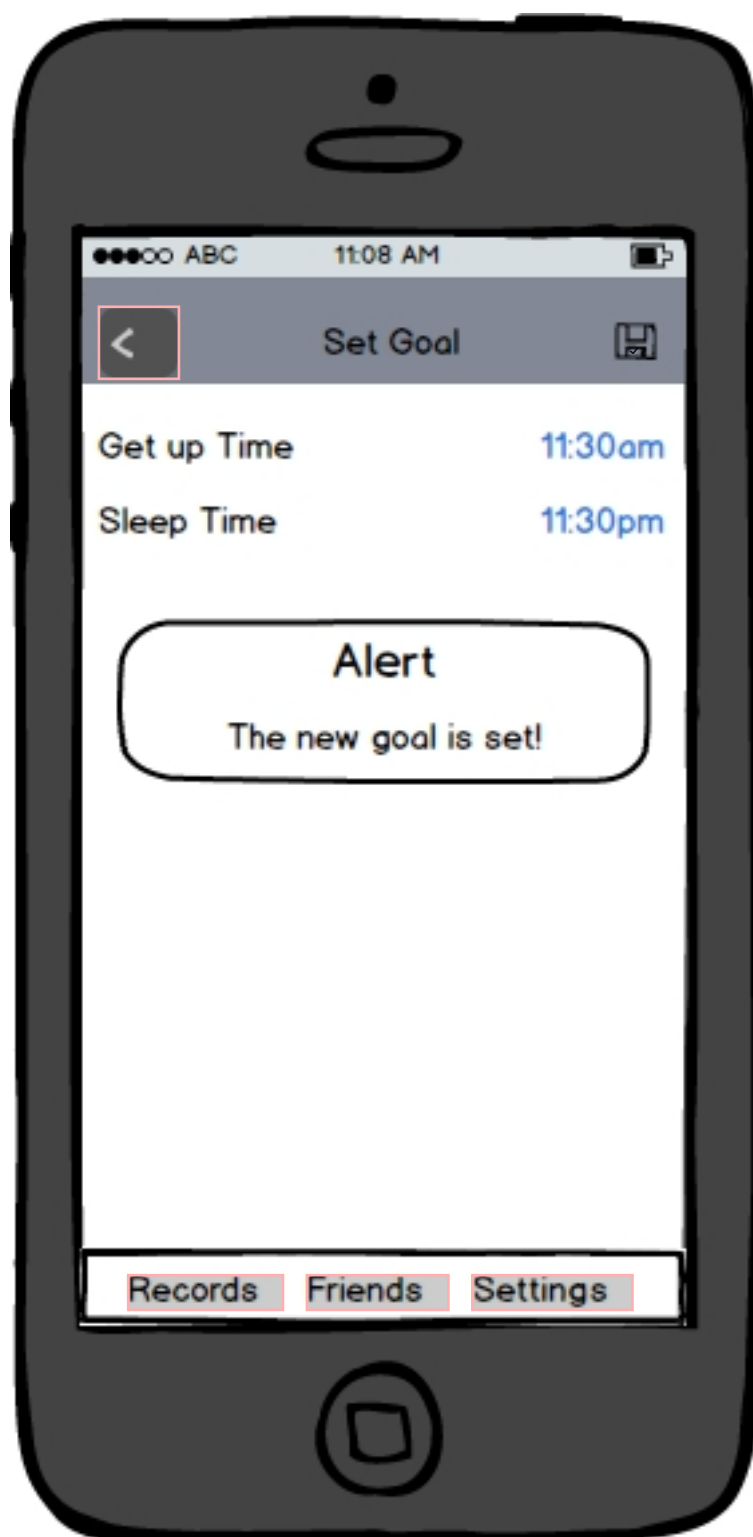 ABC 11:08 AM
Set Goal
Get up Time 11:30am
Sleep Time 11:30pm
Alert
The new goal is set!
Records Friends Settings